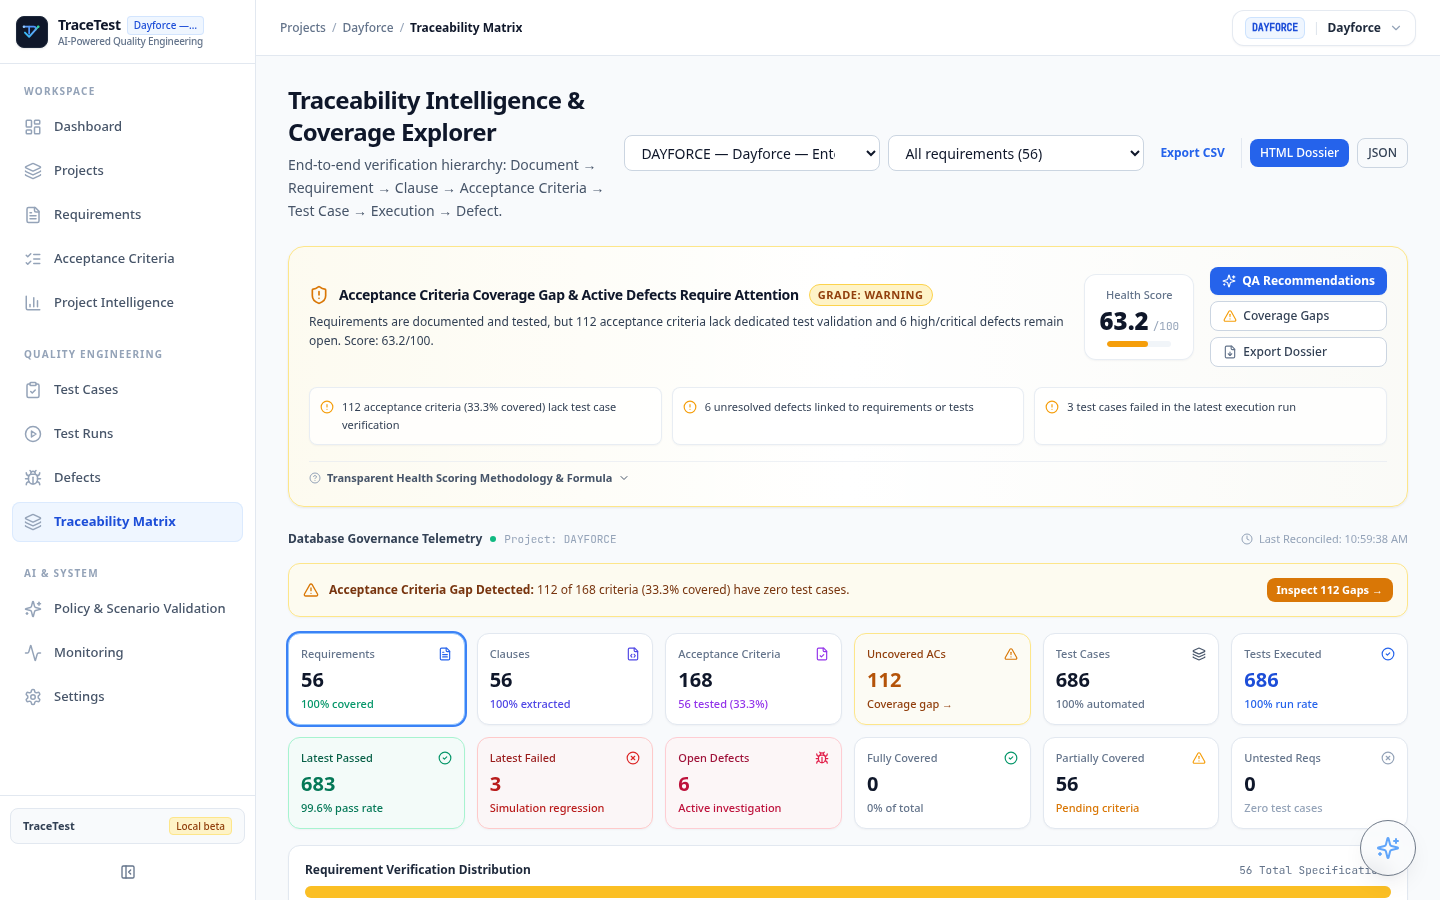 TraceTest
Dayforce —...
AI-Powered Quality Engineering
WORKSPACE
Dashboard
Projects
Requirements
Acceptance Criteria
Project Intelligence
QUALITY ENGINEERING
Test Cases
Test Runs
Defects
Traceability Matrix
AI & SYSTEM
Policy & Scenario Validation
Monitoring
Settings
TraceTest
Local beta
Projects / Dayforce / Traceability Matrix
DAYFORCE
Dayforce
Traceability Intelligence &
Coverage Explorer
End-to-end verification hierarchy: Document →
Requirement → Clause → Acceptance Criteria →
Test Case → Execution → Defect.
DAYFORCE — Dayforce — Ent
All requirements (56)
Export CSV
HTML Dossier
JSON
Acceptance Criteria Coverage Gap & Active Defects Require Attention
GRADE: WARNING
Requirements are documented and tested, but 112 acceptance criteria lack dedicated test validation and 6 high/critical defects remain
open. Score: 63.2/100.
Health Score
63.2 /100
QA Recommendations
Coverage Gaps
Export Dossier
112 acceptance criteria (33.3% covered) lack test case
verification
6 unresolved defects linked to requirements or tests
3 test cases failed in the latest execution run
Transparent Health Scoring Methodology & Formula
Database Governance Telemetry
Project: DAYFORCE
Last Reconciled: 10:59:38 AM
Acceptance Criteria Gap Detected: 112 of 168 criteria (33.3% covered) have zero test cases.
Inspect 112 Gaps →
Requirements
56
100% covered
Clauses
56
100% extracted
Acceptance Criteria
168
56 tested (33.3%)
Uncovered ACs
112
Coverage gap →
Test Cases
686
100% automated
Tests Executed
686
100% run rate
Latest Passed
683
99.6% pass rate
Latest Failed
3
Simulation regression
Open Defects
6
Active investigation
Fully Covered
0
0% of total
Partially Covered
56
Pending criteria
Untested Reqs
0
Zero test cases
Requirement Verification Distribution
56 Total